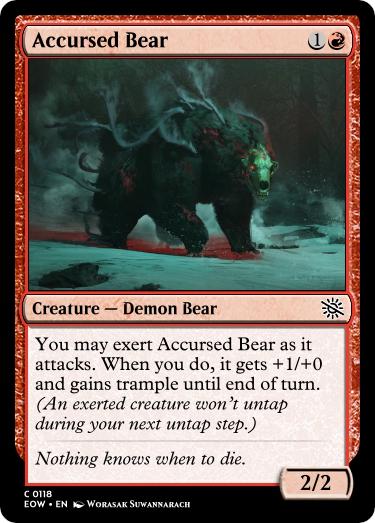 Accursed Bear 1
Creature — Demon Bear
You may exert Accursed Bear as it
attacks. When you do, it gets +1/+0
and gains trample until end of turn.
(An exerted creature won't untap
during your next untap step.)
Nothing knows when to die.
2/2
C 0118
EOW • EN Worasak Suwannarach